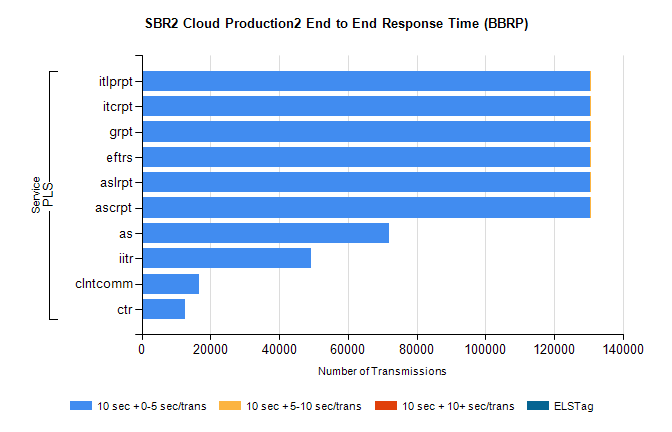 SBR2 Cloud Production2 End to End Response Time (BBRP)
Service
PLS
itlprpt
itcrpt
grpt
eftrs
aslrpt
ascrpt
as
iitr
clntcomm
ctr
0 20000 40000 60000 80000 100000 120000 140000
Number of Transmissions
10 sec +0-5 sec/trans 10 sec +5-10 sec/trans 10 sec + 10+ sec/trans ELSTag